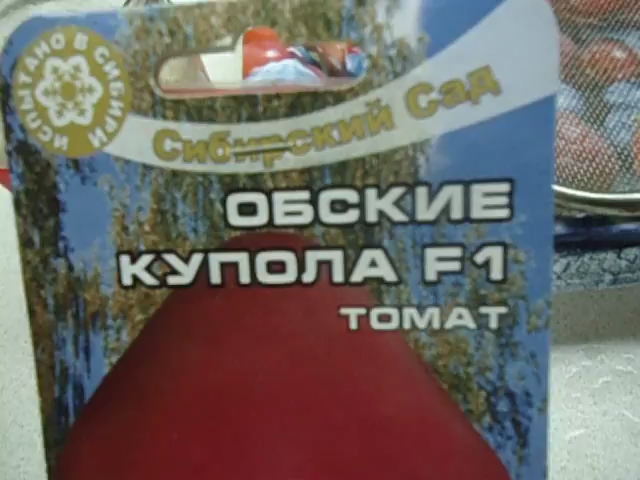 ИСПЫТАНО В СИБИРИ
Сибирский Сад
ОБСКИЕ
КУПОЛА F1
ТОМАТ